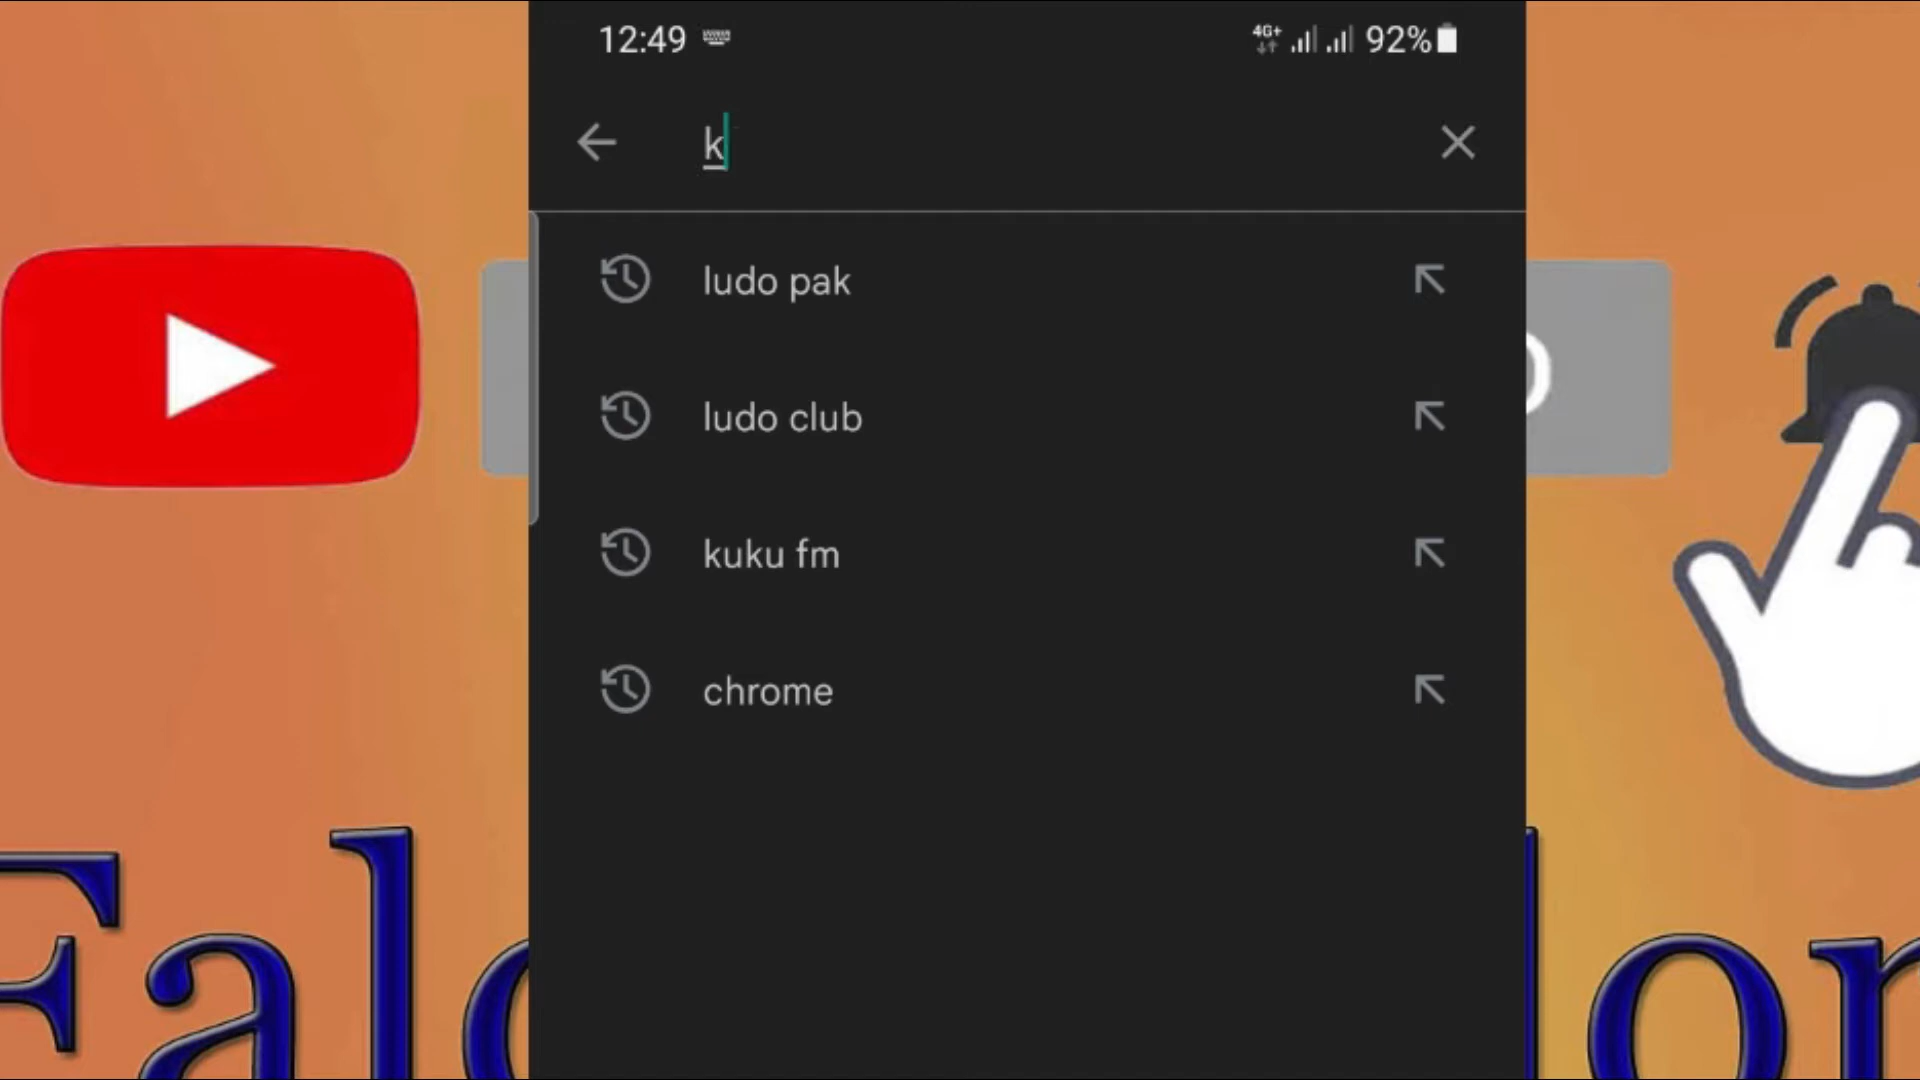 12:49
4G+ 92%
k
ludo pak
ludo club
kuku fm
chrome